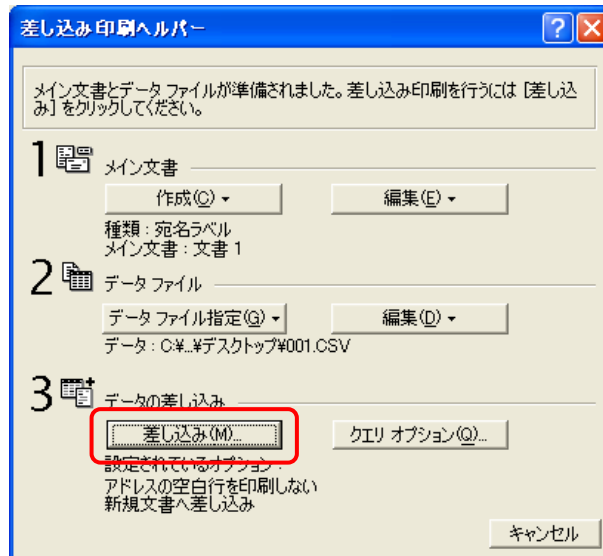 差し込み印刷ヘルパー
メイン文書とデータ ファイルが準備されました。差し込み印刷を行うには [差し込
み] をクリックしてください。
1 メイン文書
作成(C) 編集(E)
種類 : 宛名ラベル
メイン文書 : 文書 1
2 データ ファイル
データ ファイル指定(G) 編集(D)
データ : C:¥...¥デスクトップ¥001.CSV
3 データの差し込み
差し込み(M)... クエリ オプション(Q)...
設定されているオプション :
アドレスの空白行を印刷しない
新規文書へ差し込み
キャンセル